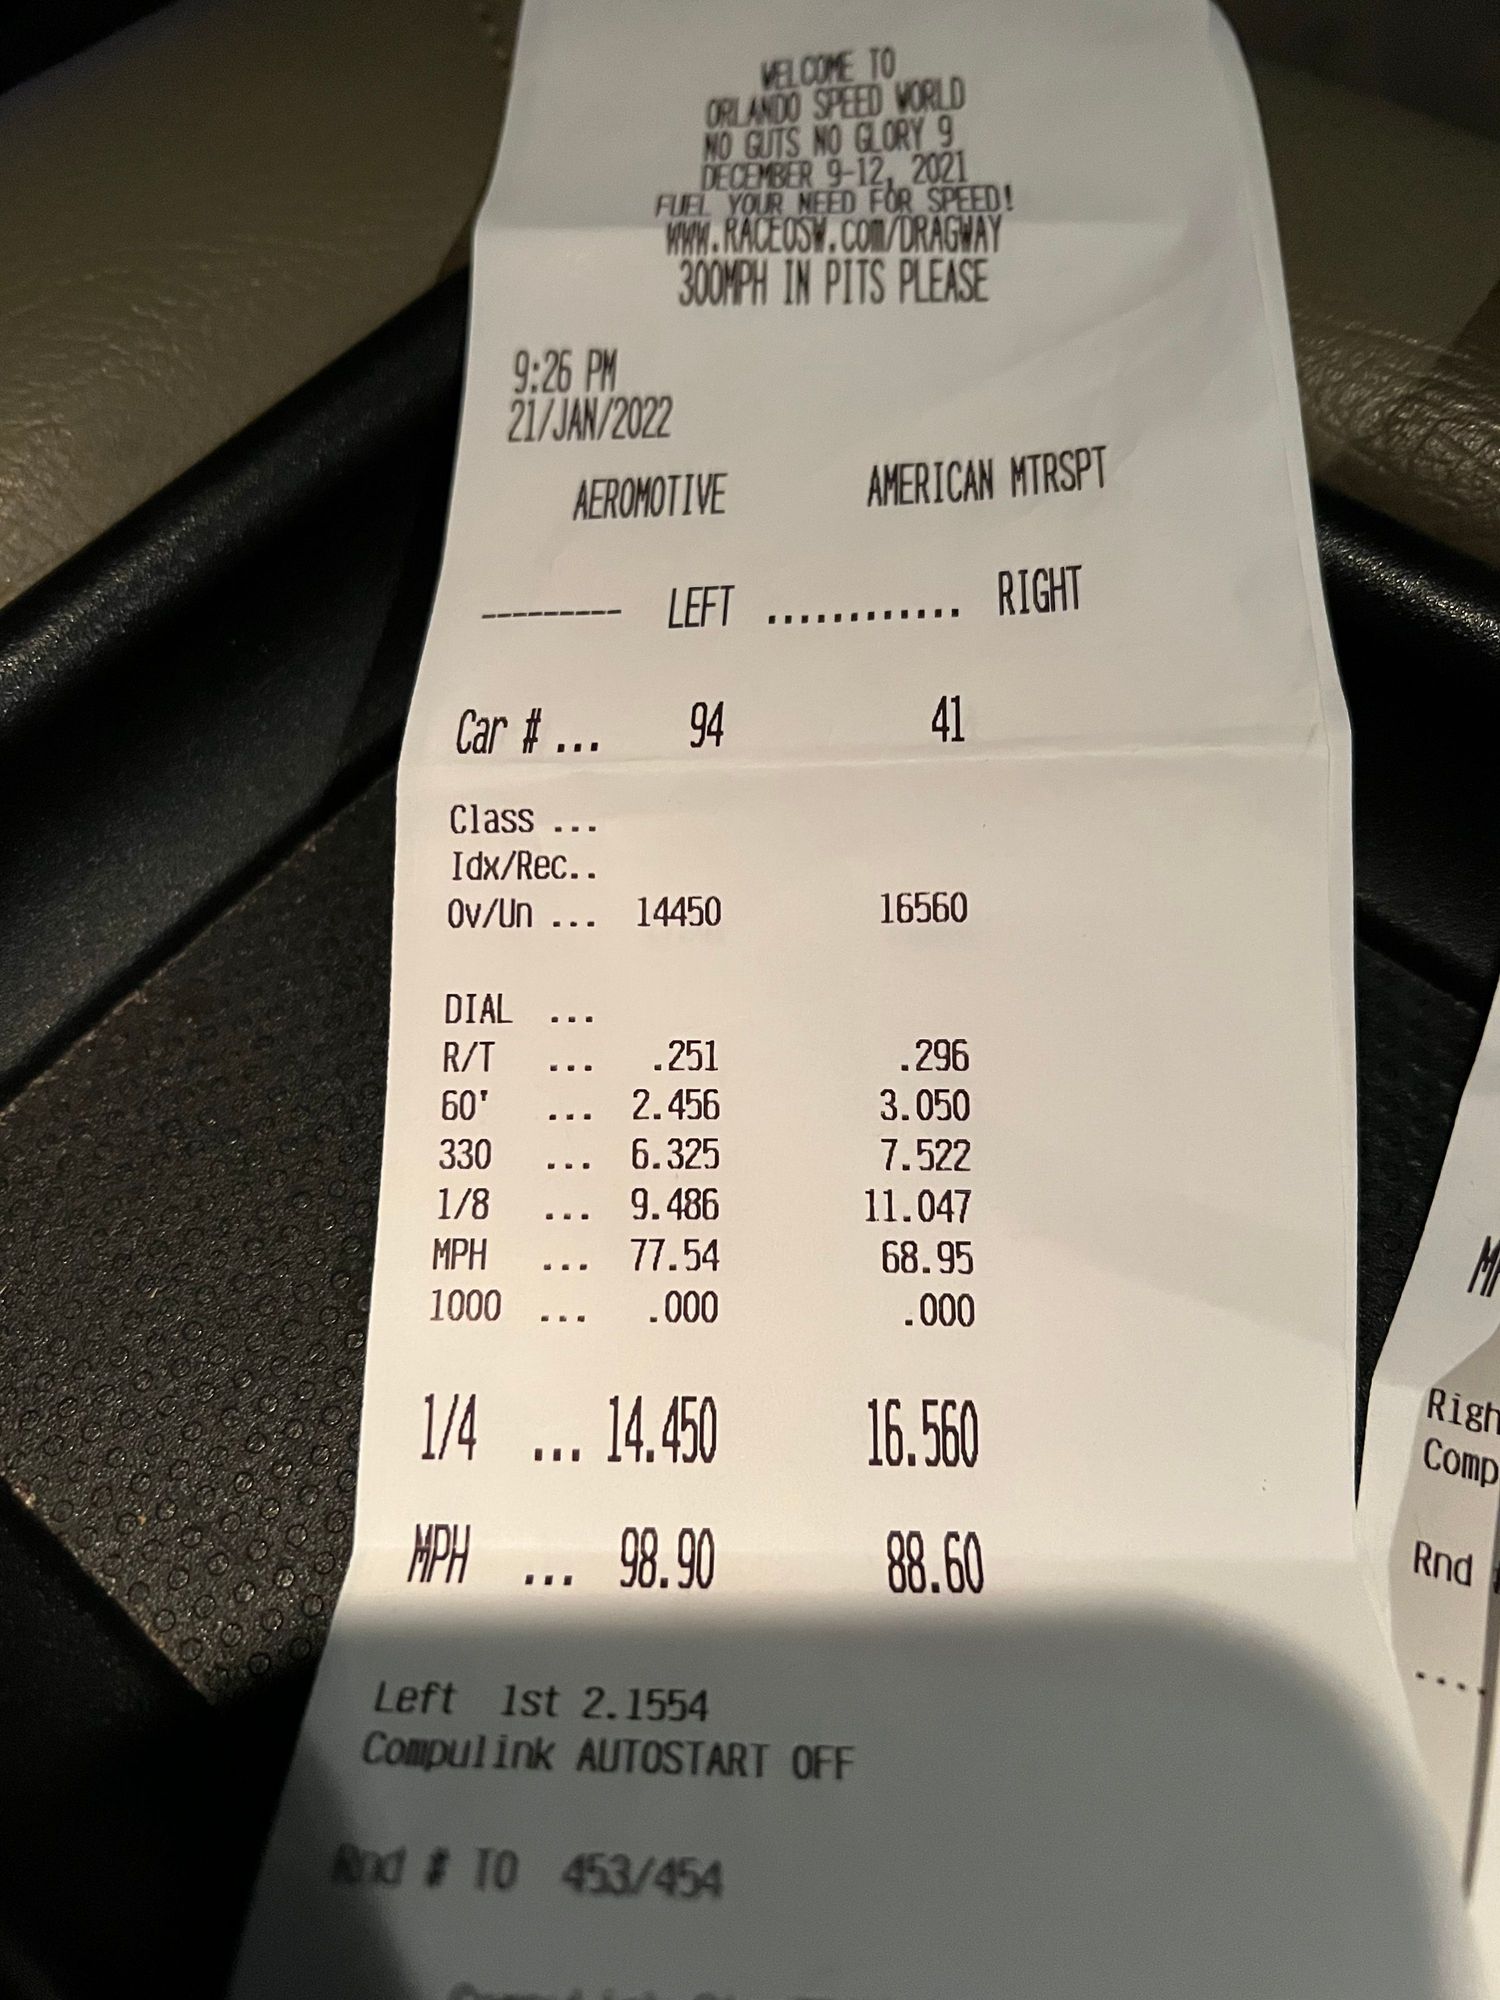 WELCOME TO
ORLANDO SPEED WORLD
NO GUTS NO GLORY 9
DECEMBER 9-12, 2021
FUEL YOUR NEED FOR SPEED!
WWW.RACEOSW.com/DRAGWAY
300MPH IN PITS PLEASE
9:26 PM
21/JAN/2022
AEROMOTIVE AMERICAN MTRSPT
--------- LEFT ............ RIGHT
Car # ... 94 41
Class ...
Idx/Rec..
Ov/Un ... 14450 16560
DIAL ...
R/T ... .251 .296
60' ... 2.456 3.050
330 ... 6.325 7.522
1/8 ... 9.486 11.047
MPH ... 77.54 68.95
1000 ... .000 .000
1/4 ... 14.450 16.560
MPH ... 98.90 88.60
Left 1st 2.1554
Compulink AUTOSTART OFF
Rnd # TO 453/454
Righ
Comp
Rnd
....